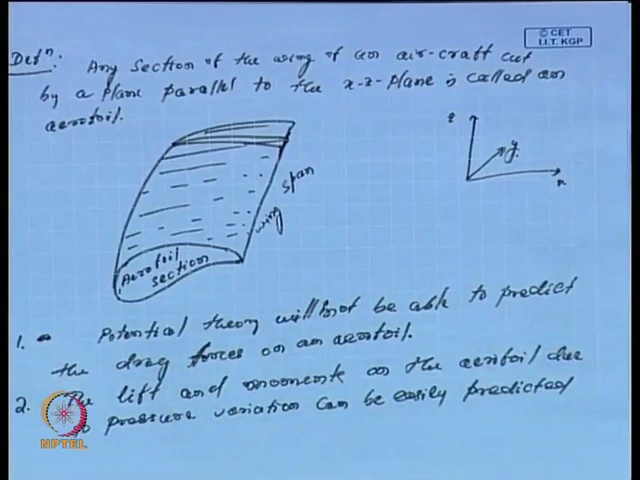 © CET
I.I.T. KGP
Defn: Any section of the wing of an air-craft cut
by a plane parallel to the x-z-plane is called an
aerofoil.
z
y
x
wing span
Aerofoil
section
1. Potential theory will not be able to predict
the drag forces on an aerofoil.
2. The lift and moment on the aerofoil due
to pressure variation can be easily predicted
NPTEL